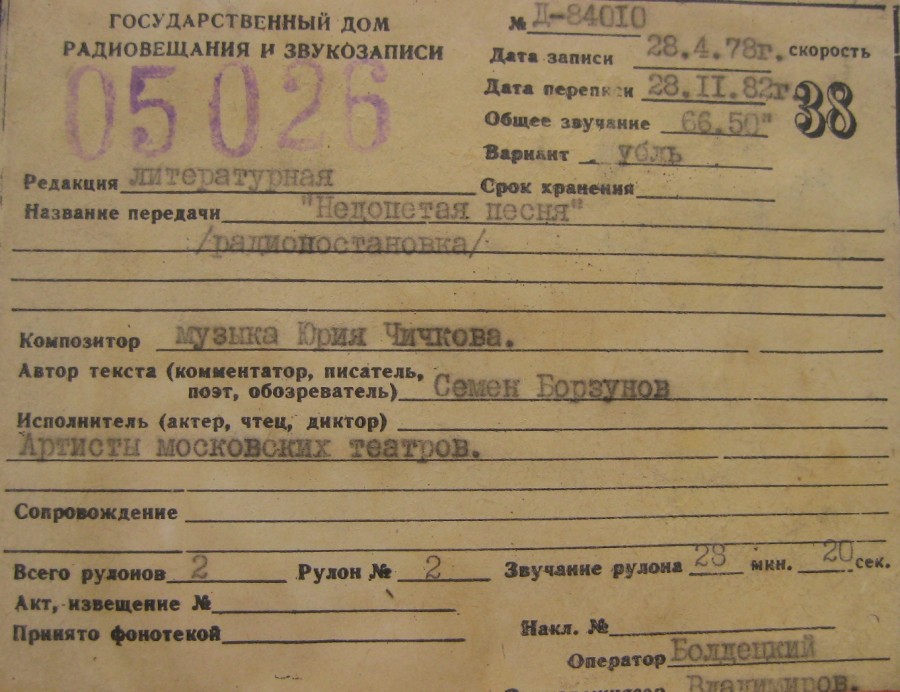 ГОСУДАРСТВЕННЫЙ ДОМ
РАДИОВЕЩАНИЯ И ЗВУКОЗАПИСИ
05026
№ Д-84010
Дата записи 28.4.78г. скорость
Дата переписи 28.II.82г
38
Общее звучание 66.50"
Вариант убль
Редакция литературная
Срок хранения
Название передачи "Недопетая песня"
/радиопостановка/
Композитор музыка Юрия Чичкова.
Автор текста (комментатор, писатель,
поэт, обозреватель) Семен Борзунов
Исполнитель (актер, чтец, диктор)
Артисты московских театров.
Сопровождение
Всего рулонов 2 Рулон № 2 Звучание рулона 28 мин. 20 сек.
Акт, извещение №
Принято фонотекой
Накл. №
Оператор Болдецкий
Владимиров.